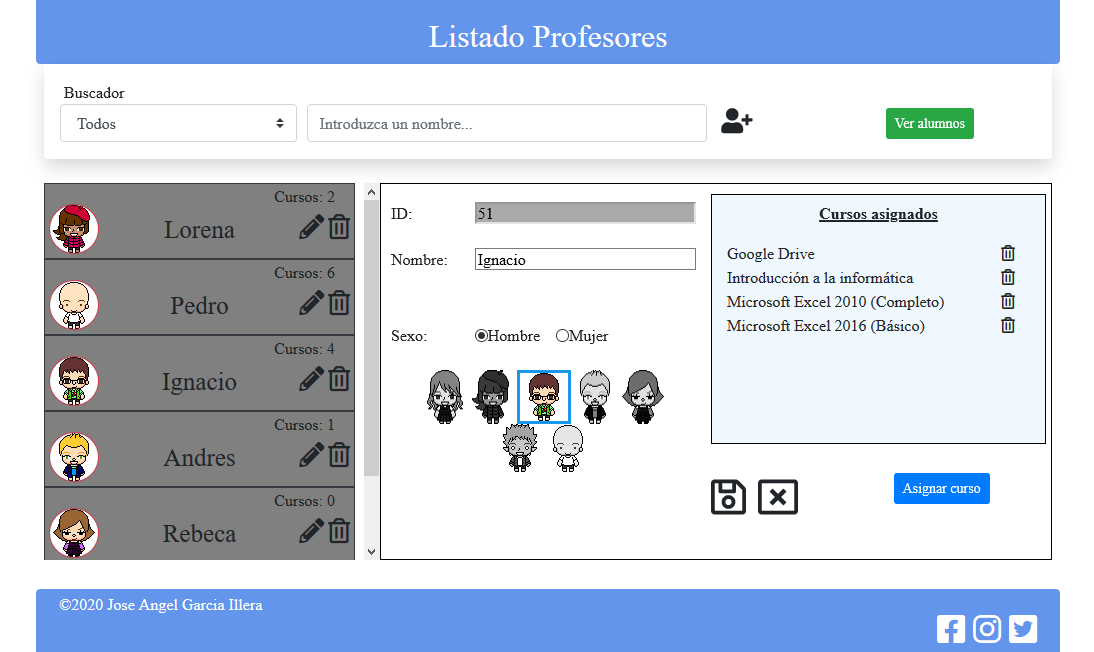 Listado Profesores
Buscador
Todos
Introduzca un nombre...
Ver alumnos
Cursos: 2
Lorena
Cursos: 6
Pedro
Cursos: 4
Ignacio
Cursos: 1
Andres
Cursos: 0
Rebeca
ID:
51
Nombre:
Ignacio
Sexo:
Hombre
Mujer
Cursos asignados
Google Drive
Introducción a la informática
Microsoft Excel 2010 (Completo)
Microsoft Excel 2016 (Básico)
Asignar curso
©2020 Jose Angel Garcia Illera